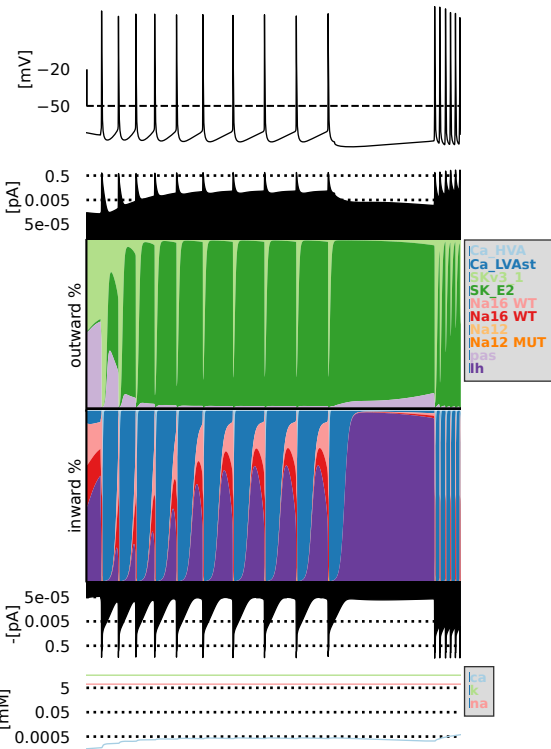 [mV]
−20
−50
[pA]
0.5
0.005
5e-05
outward %
Ca_HVA
Ca_LVAst
SKv3_1
SK_E2
Na16 WT
Na16 WT
Na12
Na12 MUT
pas
Ih
inward %
-[pA]
5e-05
0.005
0.5
[mM]
5
0.05
0.0005
ca
k
na